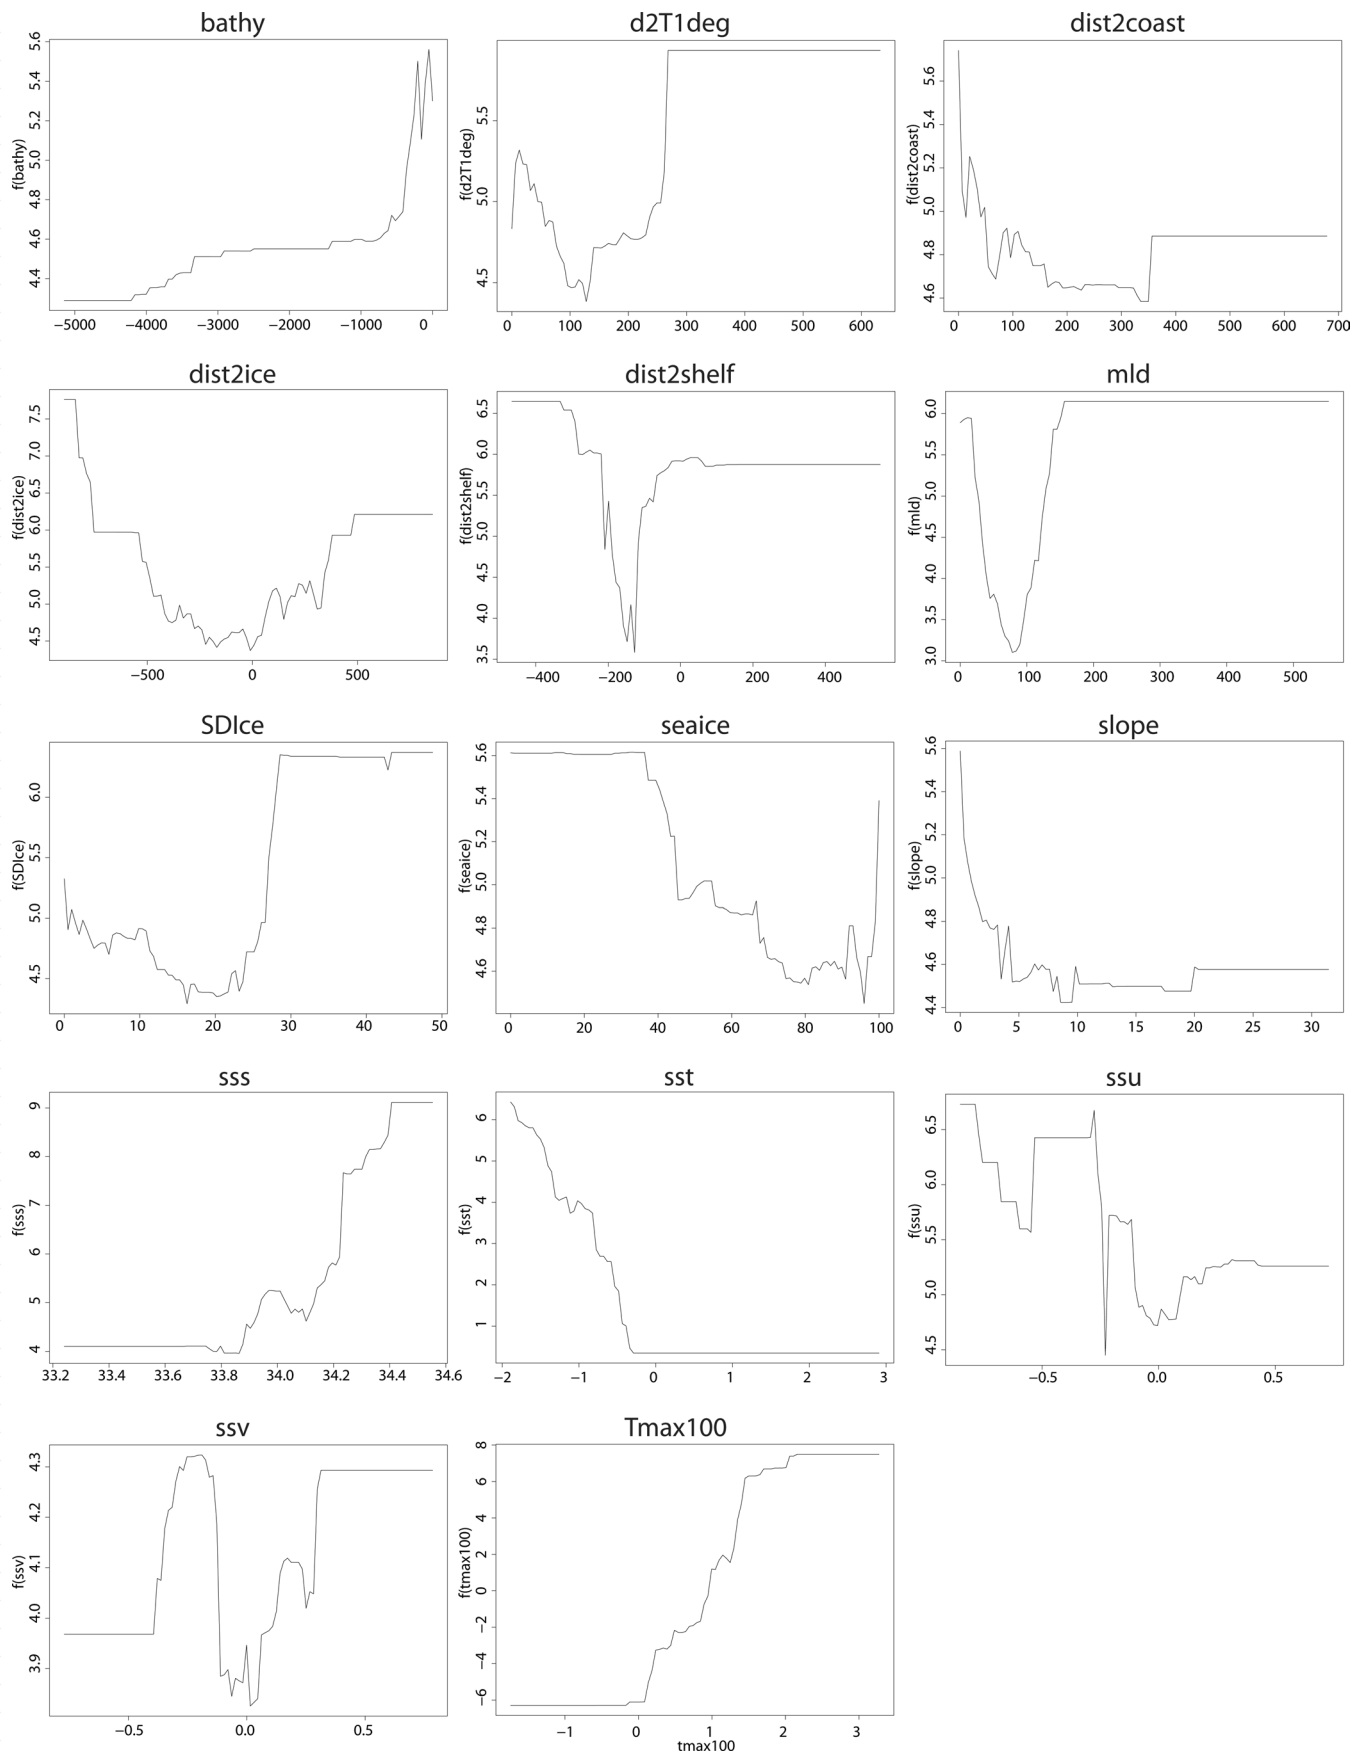 bathy d2T1deg dist2coast
f(bathy) 4.4 4.6 4.8 5.0 5.2 5.4 5.6
−5000 −4000 −3000 −2000 −1000 0
f(d2T1deg) 4.5 5.0 5.5
0 100 200 300 400 500 600
f(dist2coast) 4.6 4.8 5.0 5.2 5.4 5.6
0 100 200 300 400 500 600 700
dist2ice dist2shelf mld
f(dist2ice) 4.5 5.0 5.5 6.0 6.5 7.0 7.5
−500 0 500
f(dist2shelf) 3.5 4.0 4.5 5.0 5.5 6.0 6.5
−400 −200 0 200 400
f(mld) 3.0 3.5 4.0 4.5 5.0 5.5 6.0
0 100 200 300 400 500
SDIce seaice slope
f(SDIce) 4.5 5.0 5.5 6.0
0 10 20 30 40 50
f(seaice) 4.6 4.8 5.0 5.2 5.4 5.6
0 20 40 60 80 100
f(slope) 4.4 4.6 4.8 5.0 5.2 5.4 5.6
0 5 10 15 20 25 30
sss sst ssu
f(sss) 4 5 6 7 8 9
33.2 33.4 33.6 33.8 34.0 34.2 34.4 34.6
f(sst) 1 2 3 4 5 6
−2 −1 0 1 2 3
f(ssu) 4.5 5.0 5.5 6.0 6.5
−0.5 0.0 0.5
ssv Tmax100
f(ssv) 3.9 4.0 4.1 4.2 4.3
−0.5 0.0 0.5
f(tmax100) −6 −4 −2 0 2 4 6 8
−1 0 1 2 3
tmax100